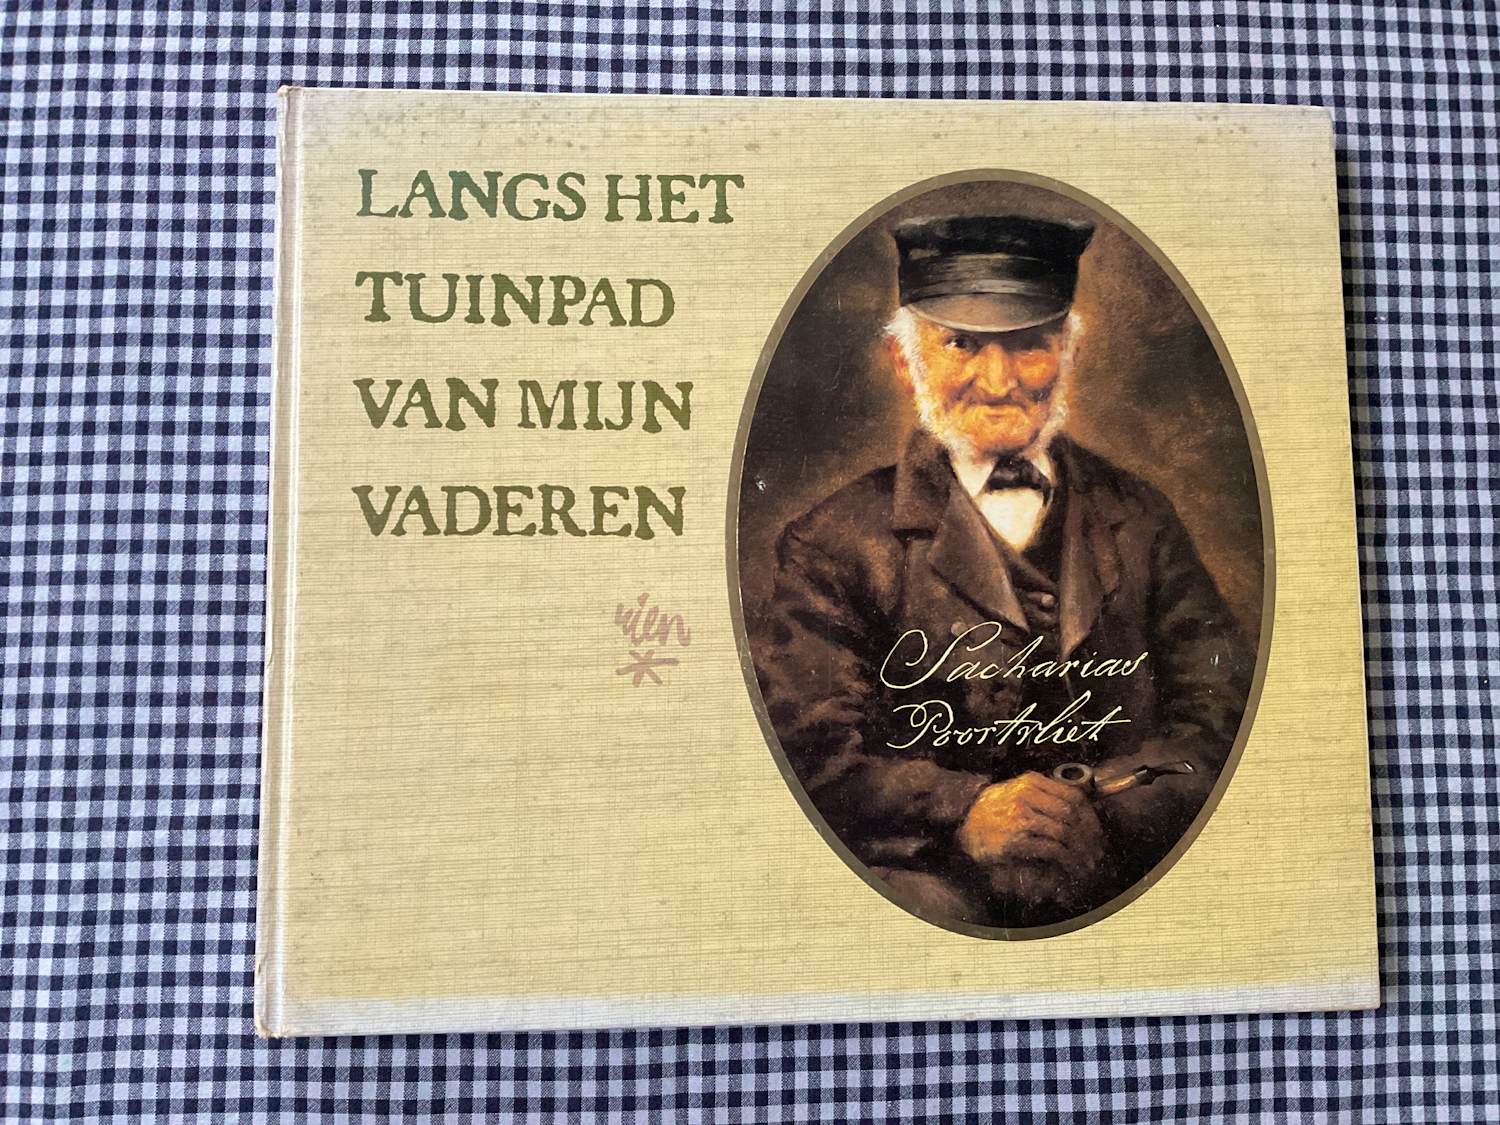 LANGS HET
TUINPAD
VAN MIJN
VADEREN
Rien
Sacharias
Poortvliet